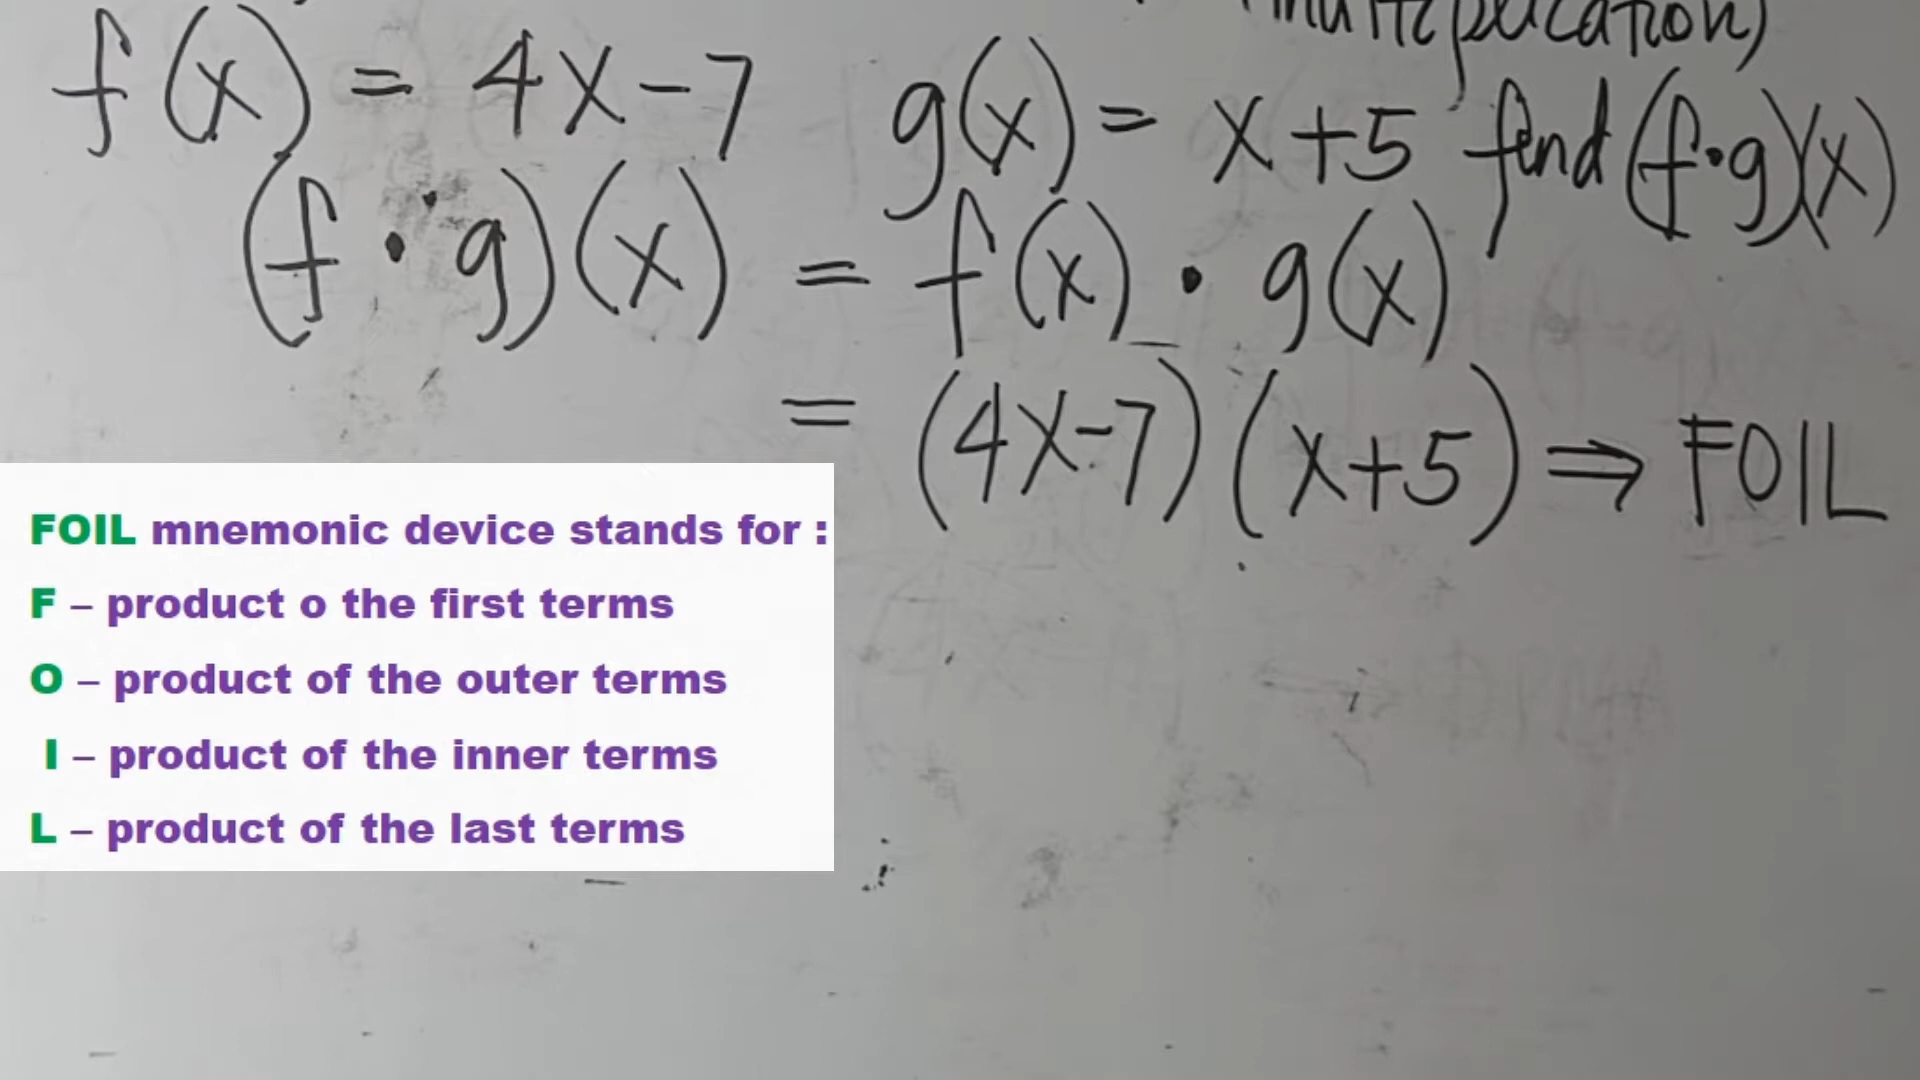 (multiplication)
f(x) = 4x-7 g(x) = x+5 find (f·g)(x)
(f·g)(x) = f(x) · g(x)
= (4x-7)(x+5) ⇒ FOIL
FOIL mnemonic device stands for :
F – product o the first terms
O – product of the outer terms
I – product of the inner terms
L – product of the last terms